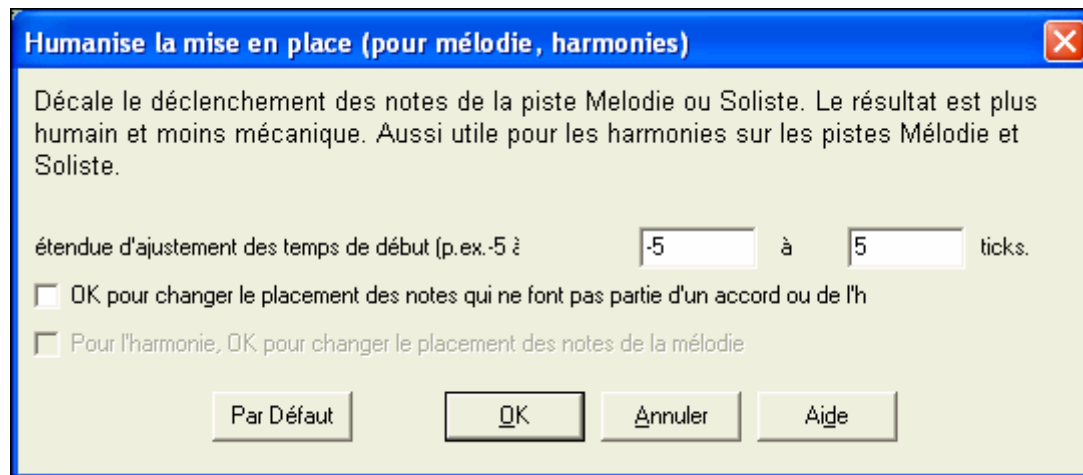 Humanise la mise en place (pour mélodie, harmonies)
Décale le déclenchement des notes de la piste Melodie ou Soliste. Le résultat est plus
humain et moins mécanique. Aussi utile pour les harmonies sur les pistes Mélodie et
Soliste.
étendue d'ajustement des temps de début (p.ex.-5 à -5 à 5 ticks.
OK pour changer le placement des notes qui ne font pas partie d'un accord ou de l'h
Pour l'harmonie, OK pour changer le placement des notes de la mélodie
Par Défaut OK Annuler Aide